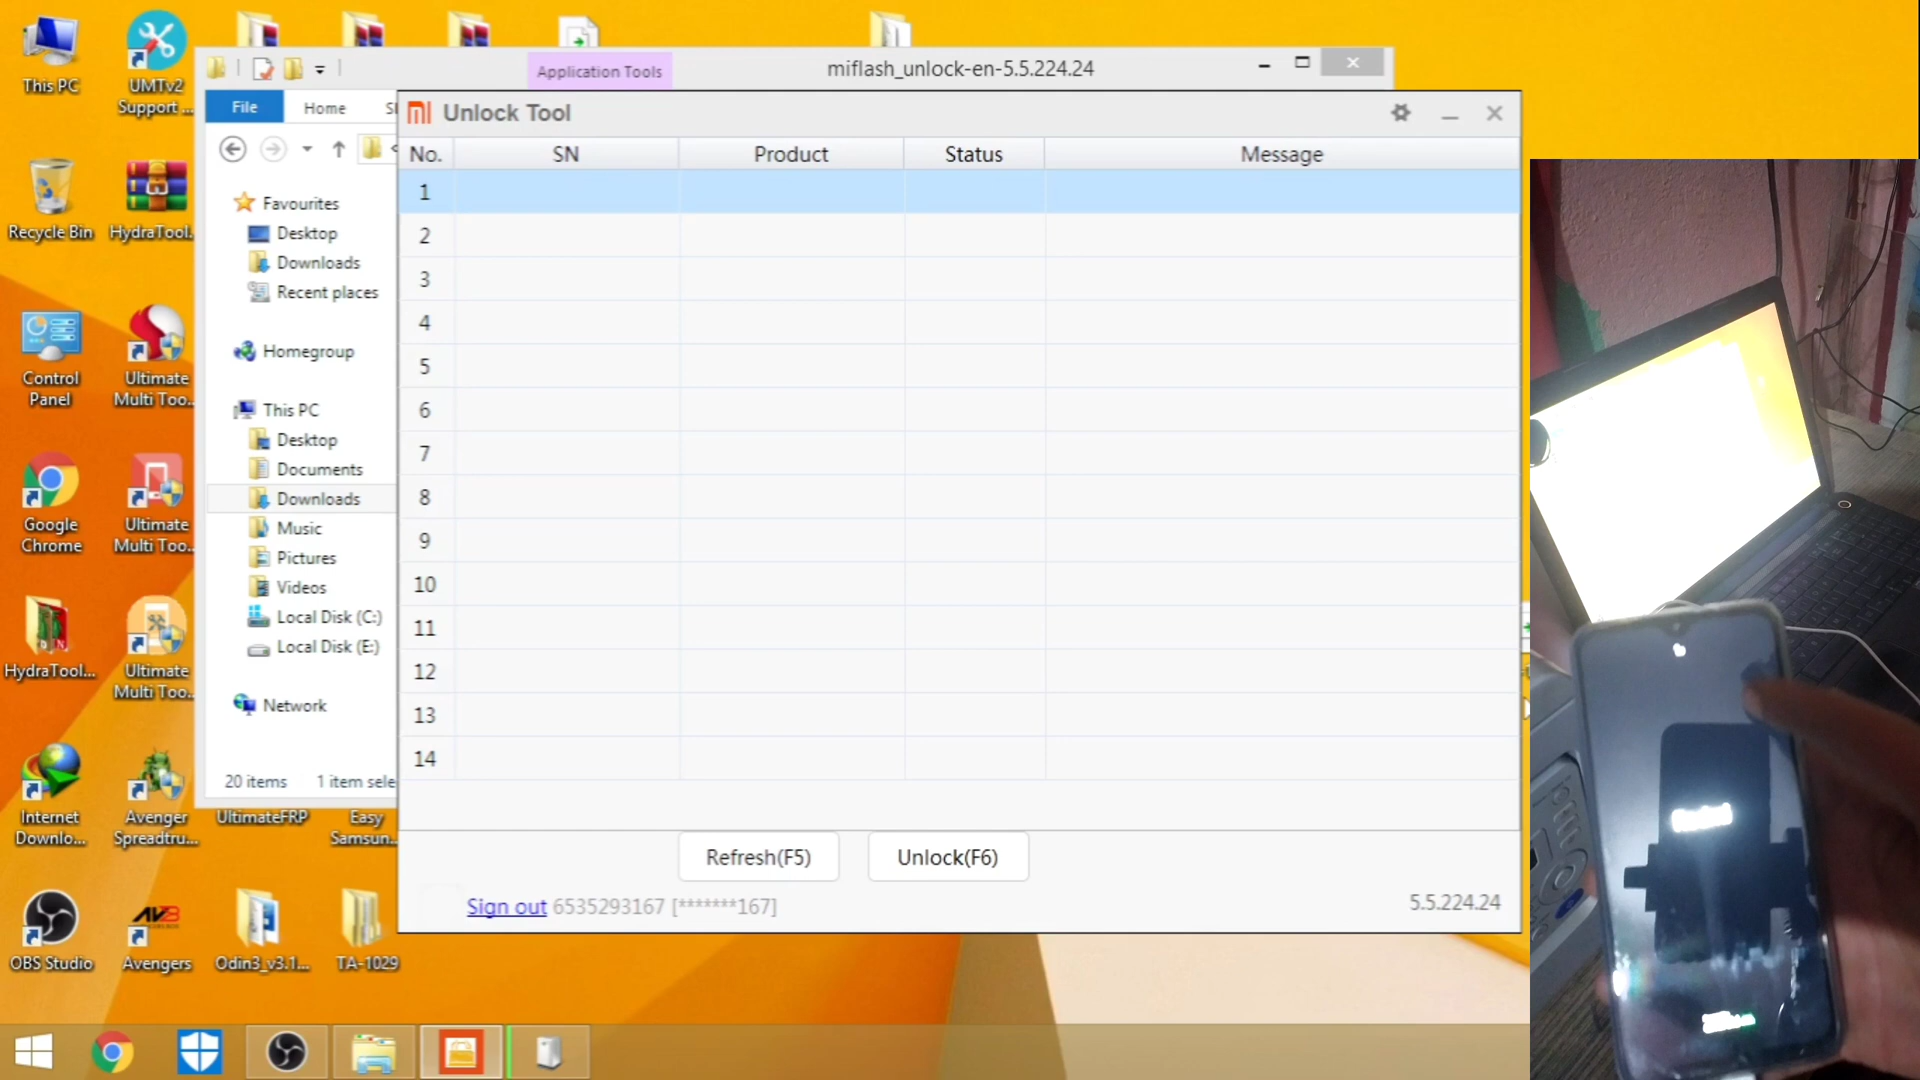 This PC
UMTv2
Support ...
Recycle Bin
HydraTool.
Control
Panel
Ultimate
Multi Too..
Google
Chrome
Ultimate
Multi Too..
HydraTool...
Ultimate
Multi Too..
Internet
Downlo...
Avenger
Spreadtru...
UltimateFRP
Easy
Samsun..
OBS Studio
Avengers
Odin3_v3.1...
TA-1029
Application Tools
miflash_unlock-en-5.5.224.24
File
Home
Favourites
Desktop
Downloads
Recent places
Homegroup
This PC
Desktop
Documents
Downloads
Music
Pictures
Videos
Local Disk (C:)
Local Disk (E:)
Network
20 items 1 item sele
Unlock Tool
No. SN Product Status Message
1
2
3
4
5
6
7
8
9
10
11
12
13
14
Refresh(F5) Unlock(F6)
Sign out 6535293167 [*******167]
5.5.224.24